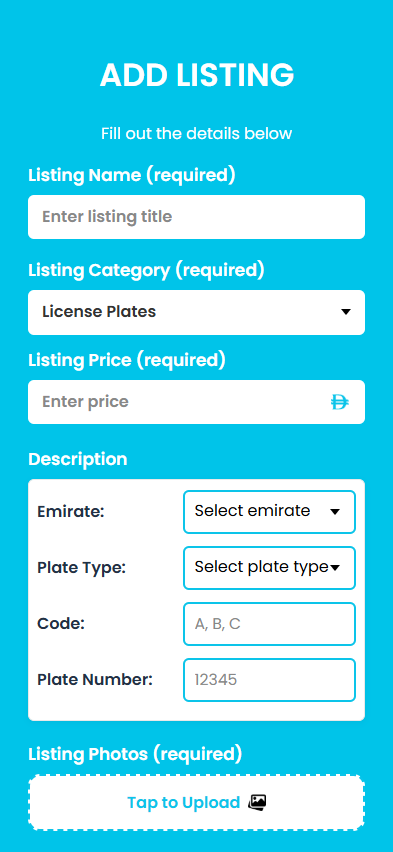 ADD LISTING
Fill out the details below
Listing Name (required)
Enter listing title
Listing Category (required)
License Plates
Listing Price (required)
Enter price
Description
Emirate: Select emirate
Plate Type: Select plate type
Code: A, B, C
Plate Number: 12345
Listing Photos (required)
Tap to Upload